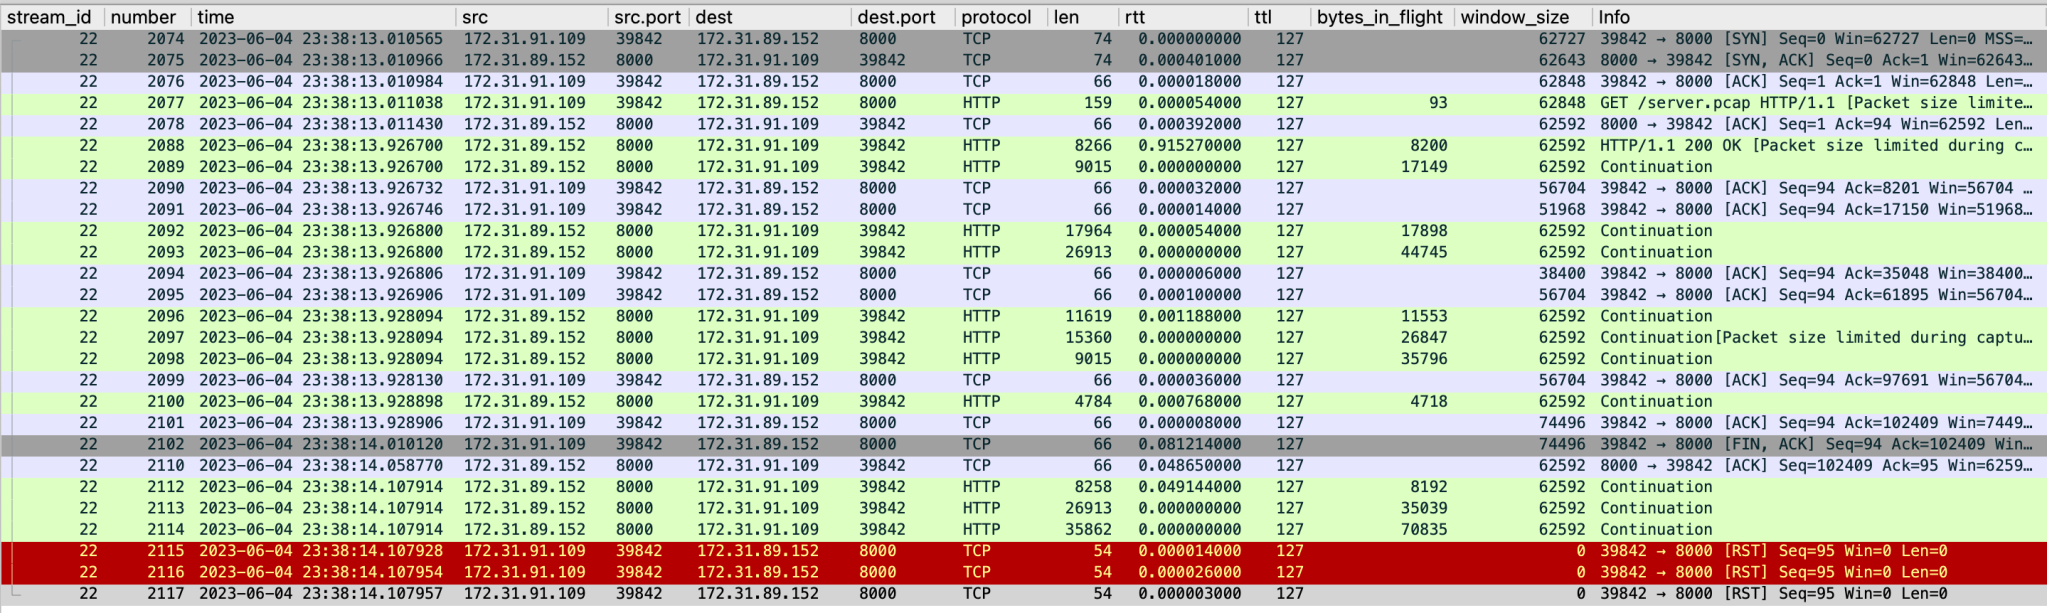 stream_id number time src src.port dest dest.port protocol len rtt ttl bytes_in_flight window_size Info
22 2074 2023-06-04 23:38:13.010565 172.31.91.109 39842 172.31.89.152 8000 TCP 74 0.000000000 127 62727 39842 → 8000 [SYN] Seq=0 Win=62727 Len=0 MSS=…
22 2075 2023-06-04 23:38:13.010966 172.31.89.152 8000 172.31.91.109 39842 TCP 74 0.000401000 127 62643 8000 → 39842 [SYN, ACK] Seq=0 Ack=1 Win=62643…
22 2076 2023-06-04 23:38:13.010984 172.31.91.109 39842 172.31.89.152 8000 TCP 66 0.000018000 127 62848 39842 → 8000 [ACK] Seq=1 Ack=1 Win=62848 Len=…
22 2077 2023-06-04 23:38:13.011038 172.31.91.109 39842 172.31.89.152 8000 HTTP 159 0.000054000 127 93 62848 GET /server.pcap HTTP/1.1 [Packet size limite…
22 2078 2023-06-04 23:38:13.011430 172.31.89.152 8000 172.31.91.109 39842 TCP 66 0.000392000 127 62592 8000 → 39842 [ACK] Seq=1 Ack=94 Win=62592 Len…
22 2088 2023-06-04 23:38:13.926700 172.31.89.152 8000 172.31.91.109 39842 HTTP 8266 0.915270000 127 8200 62592 HTTP/1.1 200 OK [Packet size limited during c…
22 2089 2023-06-04 23:38:13.926700 172.31.89.152 8000 172.31.91.109 39842 HTTP 9015 0.000000000 127 17149 62592 Continuation
22 2090 2023-06-04 23:38:13.926732 172.31.91.109 39842 172.31.89.152 8000 TCP 66 0.000032000 127 56704 39842 → 8000 [ACK] Seq=94 Ack=8201 Win=56704 …
22 2091 2023-06-04 23:38:13.926746 172.31.91.109 39842 172.31.89.152 8000 TCP 66 0.000014000 127 51968 39842 → 8000 [ACK] Seq=94 Ack=17150 Win=51968…
22 2092 2023-06-04 23:38:13.926800 172.31.89.152 8000 172.31.91.109 39842 HTTP 17964 0.000054000 127 17898 62592 Continuation
22 2093 2023-06-04 23:38:13.926800 172.31.89.152 8000 172.31.91.109 39842 HTTP 26913 0.000000000 127 44745 62592 Continuation
22 2094 2023-06-04 23:38:13.926806 172.31.91.109 39842 172.31.89.152 8000 TCP 66 0.000006000 127 38400 39842 → 8000 [ACK] Seq=94 Ack=35048 Win=38400…
22 2095 2023-06-04 23:38:13.926906 172.31.91.109 39842 172.31.89.152 8000 TCP 66 0.000100000 127 56704 39842 → 8000 [ACK] Seq=94 Ack=61895 Win=56704…
22 2096 2023-06-04 23:38:13.928094 172.31.89.152 8000 172.31.91.109 39842 HTTP 11619 0.001188000 127 11553 62592 Continuation
22 2097 2023-06-04 23:38:13.928094 172.31.89.152 8000 172.31.91.109 39842 HTTP 15360 0.000000000 127 26847 62592 Continuation[Packet size limited during captu…
22 2098 2023-06-04 23:38:13.928094 172.31.89.152 8000 172.31.91.109 39842 HTTP 9015 0.000000000 127 35796 62592 Continuation
22 2099 2023-06-04 23:38:13.928130 172.31.91.109 39842 172.31.89.152 8000 TCP 66 0.000036000 127 56704 39842 → 8000 [ACK] Seq=94 Ack=97691 Win=56704…
22 2100 2023-06-04 23:38:13.928898 172.31.89.152 8000 172.31.91.109 39842 HTTP 4784 0.000768000 127 4718 62592 Continuation
22 2101 2023-06-04 23:38:13.928906 172.31.91.109 39842 172.31.89.152 8000 TCP 66 0.000008000 127 74496 39842 → 8000 [ACK] Seq=94 Ack=102409 Win=7449…
22 2102 2023-06-04 23:38:14.010120 172.31.91.109 39842 172.31.89.152 8000 TCP 66 0.081214000 127 74496 39842 → 8000 [FIN, ACK] Seq=94 Ack=102409 Win…
22 2110 2023-06-04 23:38:14.058770 172.31.89.152 8000 172.31.91.109 39842 TCP 66 0.048650000 127 62592 8000 → 39842 [ACK] Seq=102409 Ack=95 Win=6259…
22 2112 2023-06-04 23:38:14.107914 172.31.89.152 8000 172.31.91.109 39842 HTTP 8258 0.049144000 127 8192 62592 Continuation
22 2113 2023-06-04 23:38:14.107914 172.31.89.152 8000 172.31.91.109 39842 HTTP 26913 0.000000000 127 35039 62592 Continuation
22 2114 2023-06-04 23:38:14.107914 172.31.89.152 8000 172.31.91.109 39842 HTTP 35862 0.000000000 127 70835 62592 Continuation
22 2115 2023-06-04 23:38:14.107928 172.31.91.109 39842 172.31.89.152 8000 TCP 54 0.000014000 127 0 39842 → 8000 [RST] Seq=95 Win=0 Len=0
22 2116 2023-06-04 23:38:14.107954 172.31.91.109 39842 172.31.89.152 8000 TCP 54 0.000026000 127 0 39842 → 8000 [RST] Seq=95 Win=0 Len=0
22 2117 2023-06-04 23:38:14.107957 172.31.91.109 39842 172.31.89.152 8000 TCP 54 0.000003000 127 0 39842 → 8000 [RST] Seq=95 Win=0 Len=0